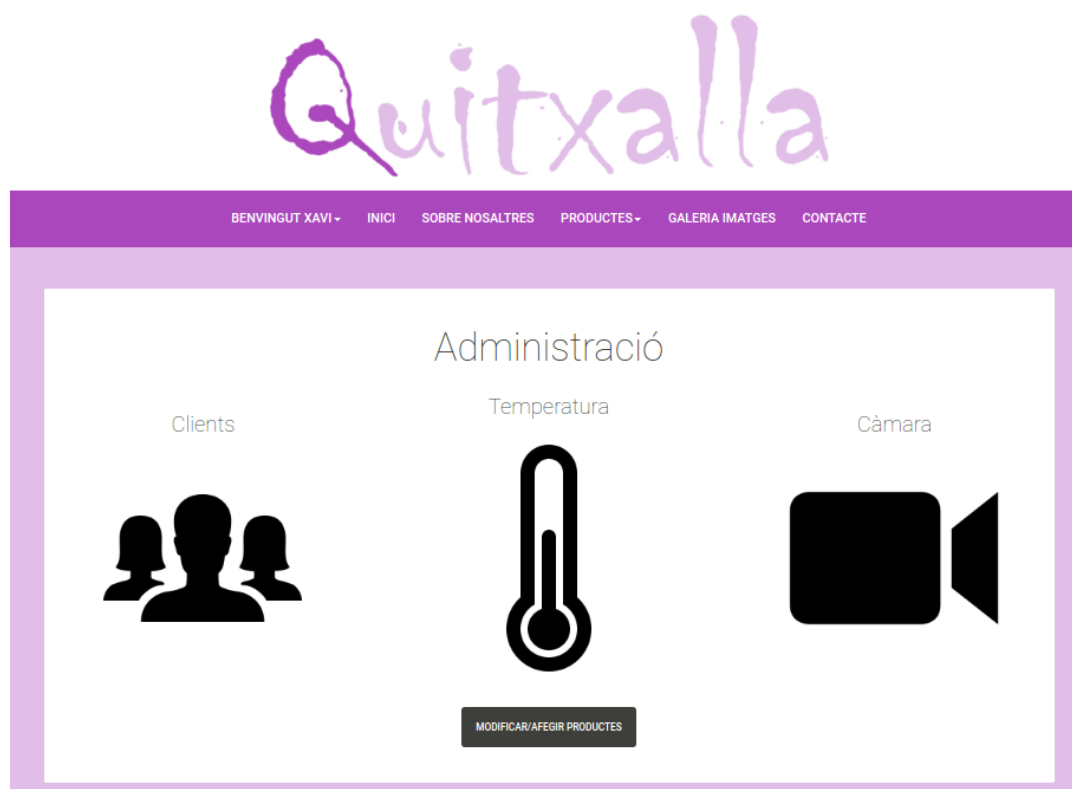 Quitxalla
BENVINGUT XAVI INICI SOBRE NOSALTRES PRODUCTES GALERIA IMATGES CONTACTE
Administració
Clients
Temperatura
Càmara
MODIFICAR/AFEGIR PRODUCTES